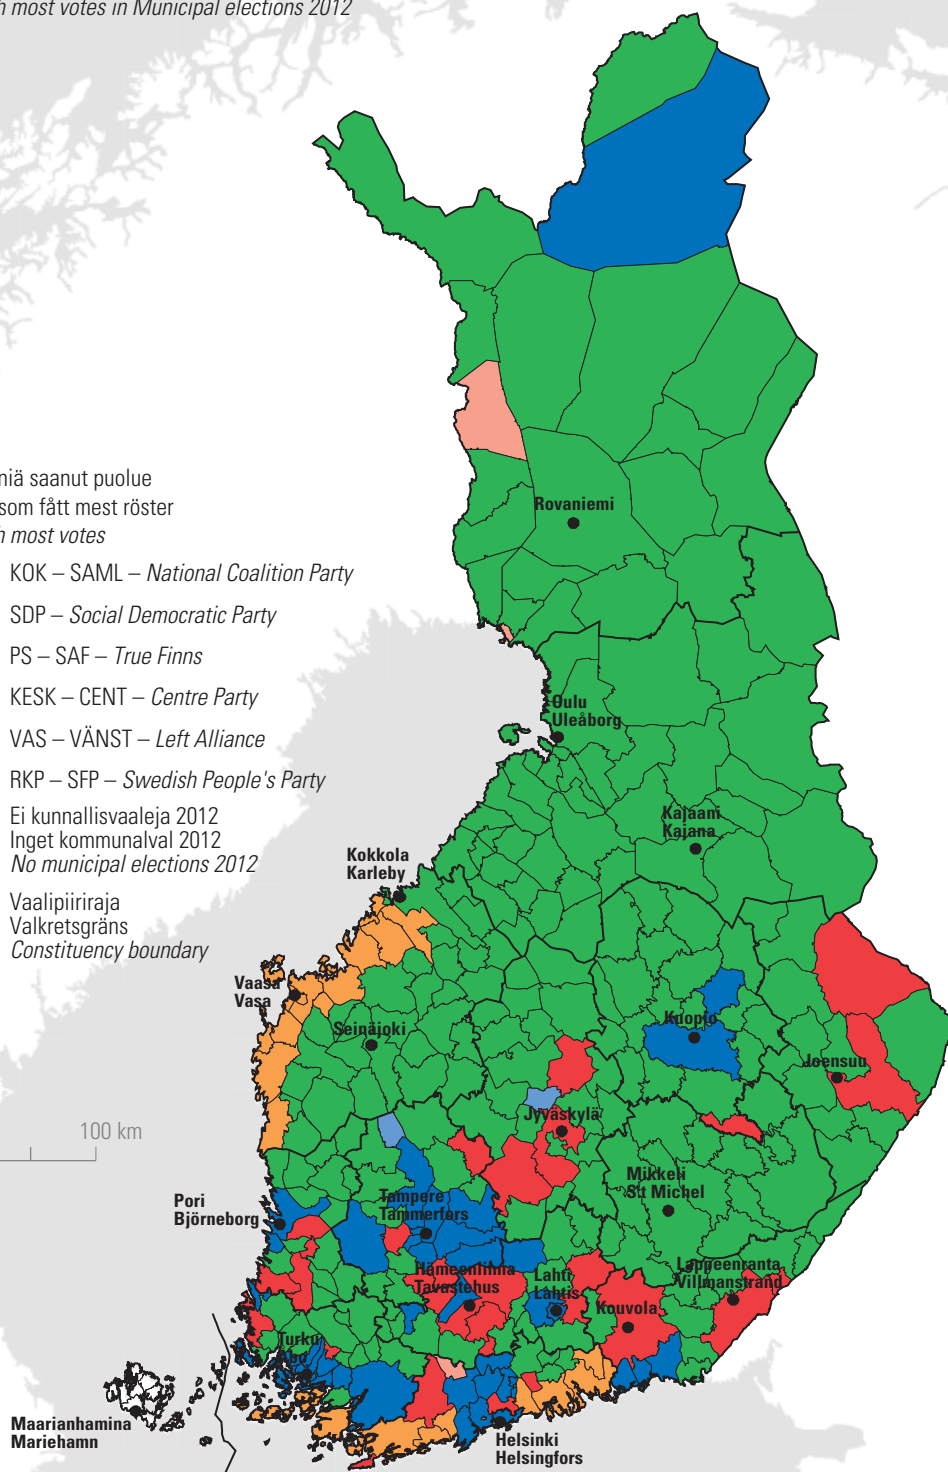 most votes in Municipal elections 2012
saanut puolue
som fått mest röster
most votes
KOK – SAML – National Coalition Party
SDP – Social Democratic Party
PS – SAF – True Finns
KESK – CENT – Centre Party
VAS – VÄNST – Left Alliance
RKP – SFP – Swedish People's Party
Ei kunnallisvaaleja 2012
Inget kommunalval 2012
No municipal elections 2012
Vaalipiiriraja
Valkretsgräns
Constituency boundary
100 km
Rovaniemi
Oulu
Uleåborg
Kajaani
Kajana
Kokkola
Karleby
Vaasa
Vasa
Seinäjoki
Kuopio
Joensuu
Jyväskylä
Mikkeli
S:t Michel
Pori
Björneborg
Tampere
Tammerfors
Hämeenlinna
Tavastehus
Lahti
Lahtis
Kouvola
Lappeenranta
Villmanstrand
Turku
Åbo
Maarianhamina
Mariehamn
Helsinki
Helsingfors